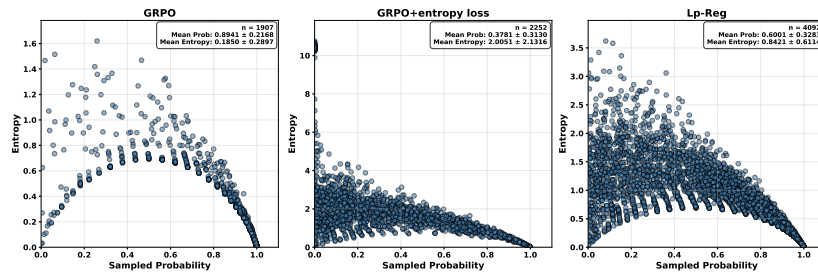 GRPO
n = 1907
Mean Prob: 0.8941 ± 0.2168
Mean Entropy: 0.1850 ± 0.2897
Entropy
1.6
1.4
1.2
1.0
0.8
0.6
0.4
0.2
0.0
0.0 0.2 0.4 0.6 0.8 1.0
Sampled Probability
GRPO+entropy loss
n = 2252
Mean Prob: 0.3781 ± 0.3130
Mean Entropy: 2.0051 ± 2.1316
Entropy
10
8
6
4
2
0
0.0 0.2 0.4 0.6 0.8 1.0
Sampled Probability
Lp-Reg
n = 4092
Mean Prob: 0.6001 ± 0.328
Mean Entropy: 0.8421 ± 0.611
Entropy
3.5
3.0
2.5
2.0
1.5
1.0
0.5
0.0
0.0 0.2 0.4 0.6 0.8 1.0
Sampled Probability